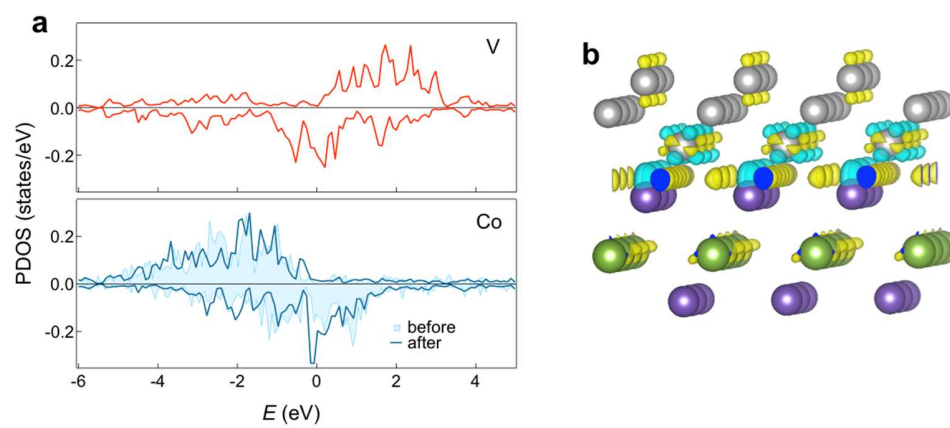 a
V
0.2
0.0
-0.2
PDOS (states/eV)
Co
0.2
0.0
-0.2
before
after
-6 -4 -2 0 2 4
E (eV)
b